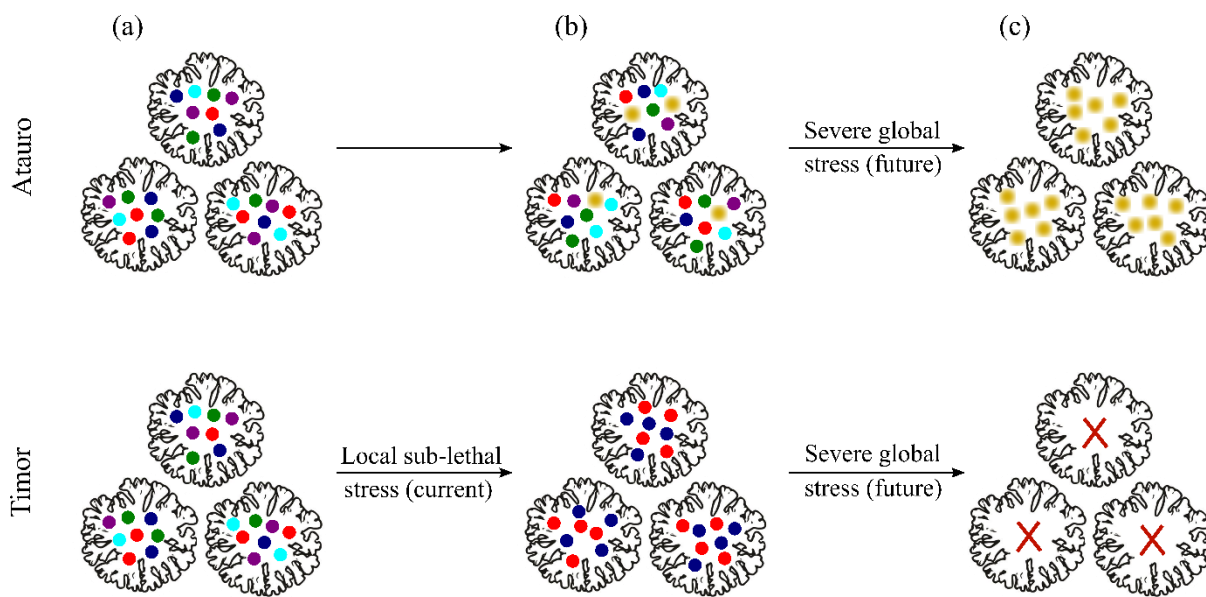 (a)
(b)
(c)
Atauro
Severe global
stress (future)
Timor
Local sub-lethal
stress (current)
Severe global
stress (future)